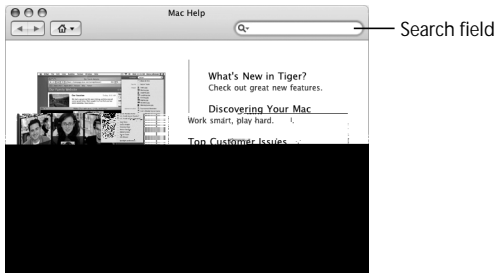 Mac Help
Search field
What's New in Tiger?
Check out great new features.
Discovering Your Mac
Work smart, play hard.
Top Customer Issues